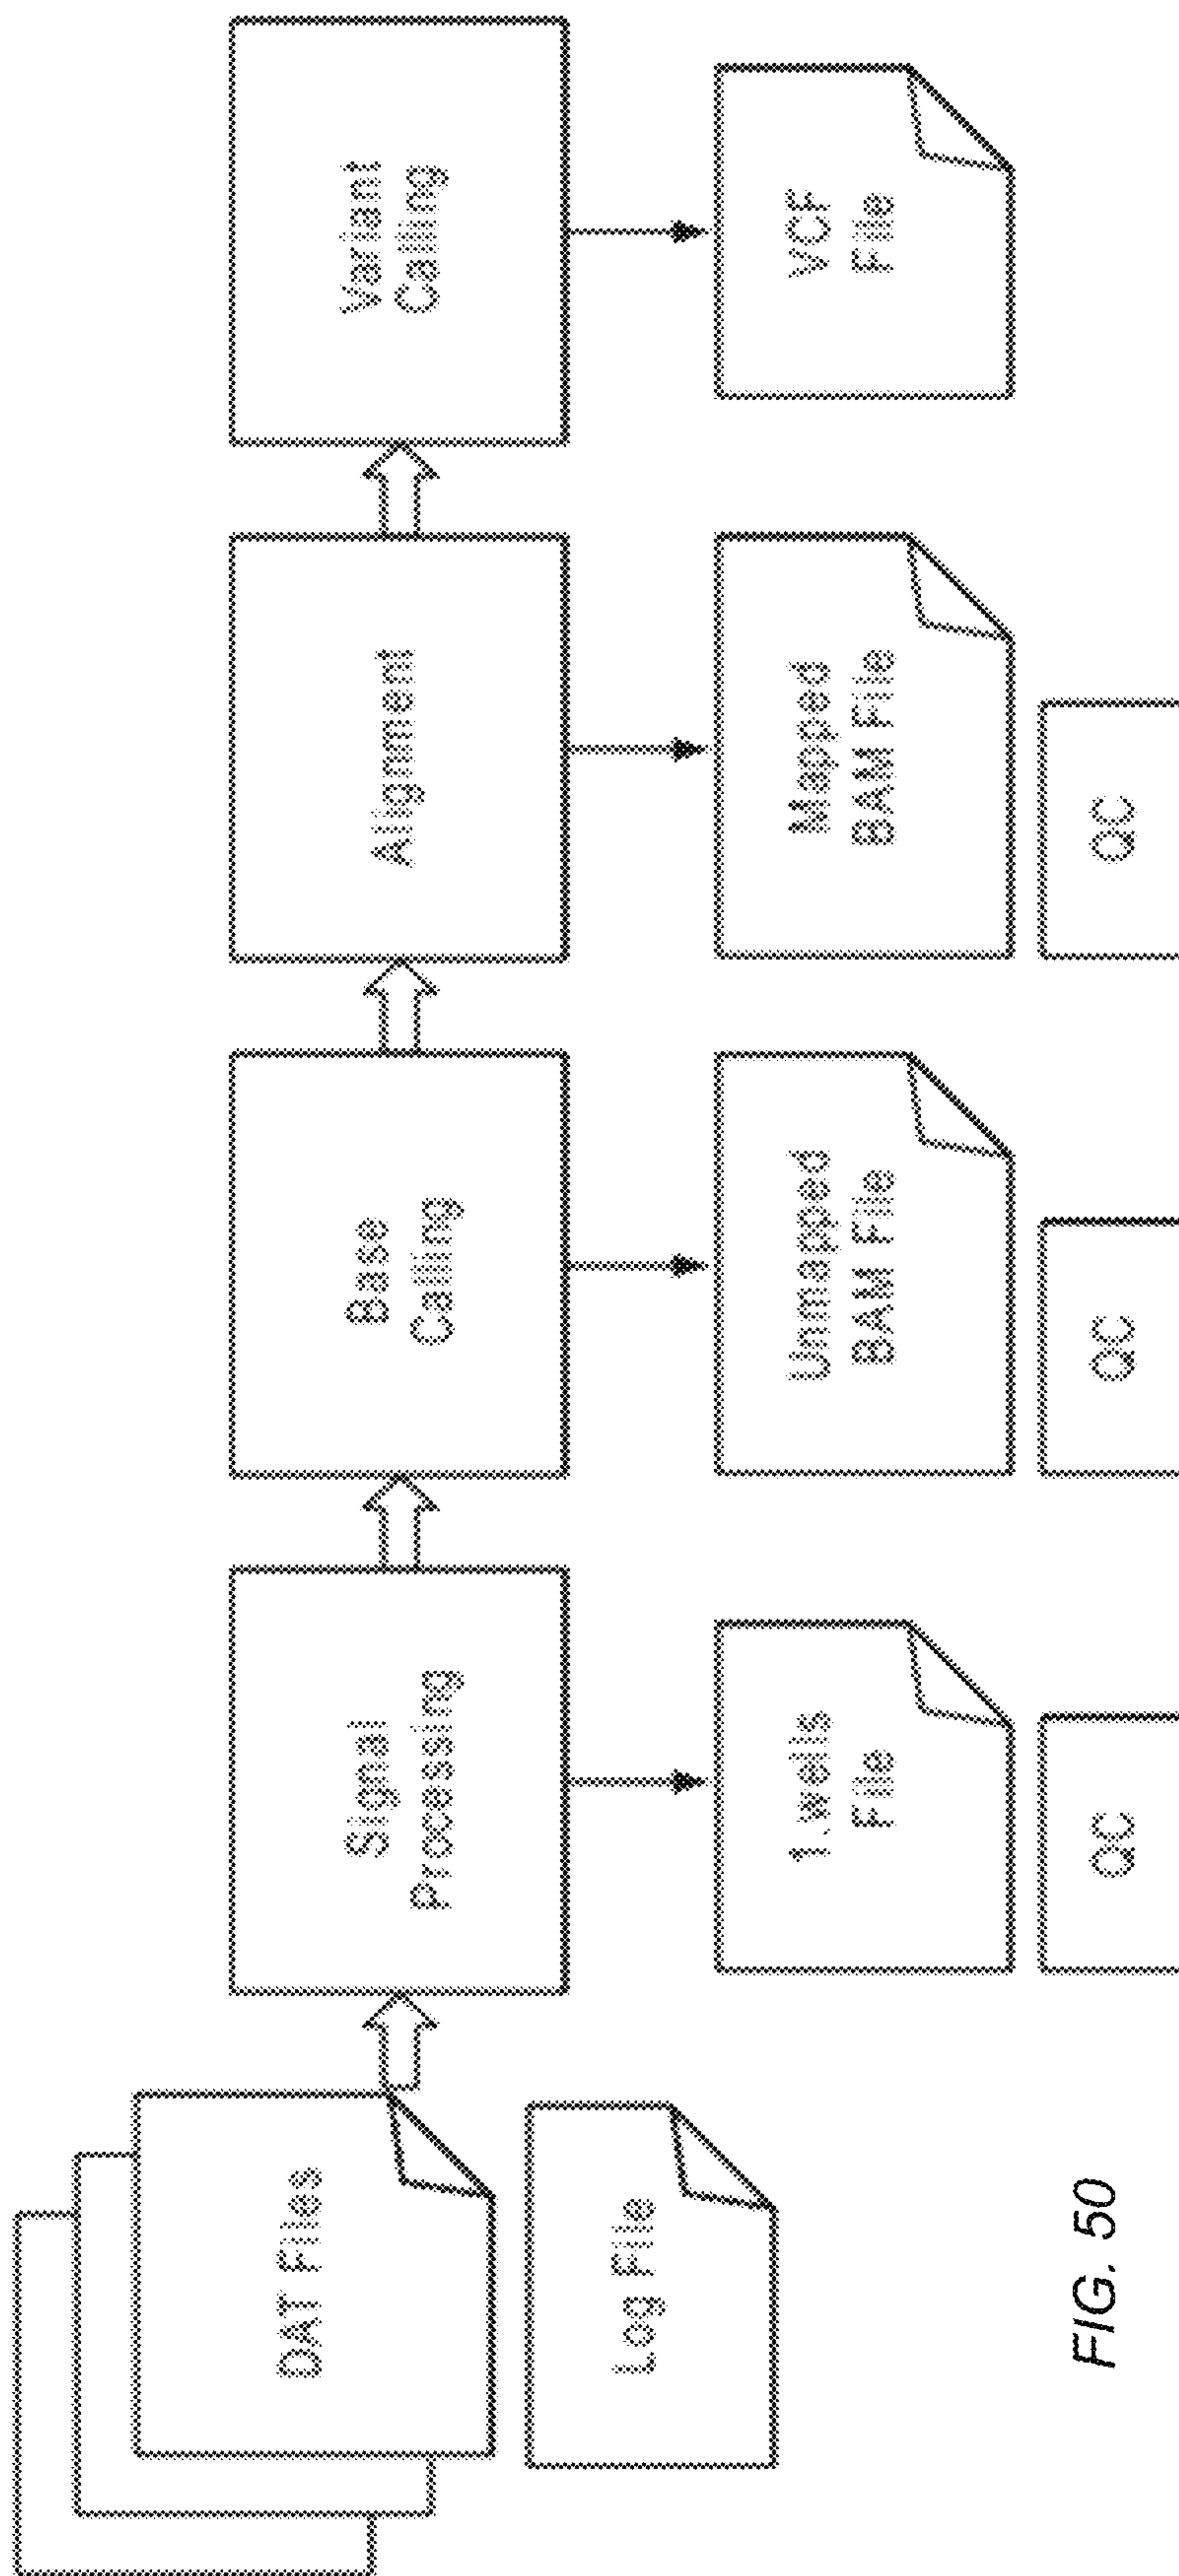 DAT Files
Log File
Signal
Processing
Base
Calling
Alignment
Variant
Calling
1.wells
File
Unmapped
BAM File
Mapped
BAM File
VCF
File
QC
QC
QC
FIG. 50